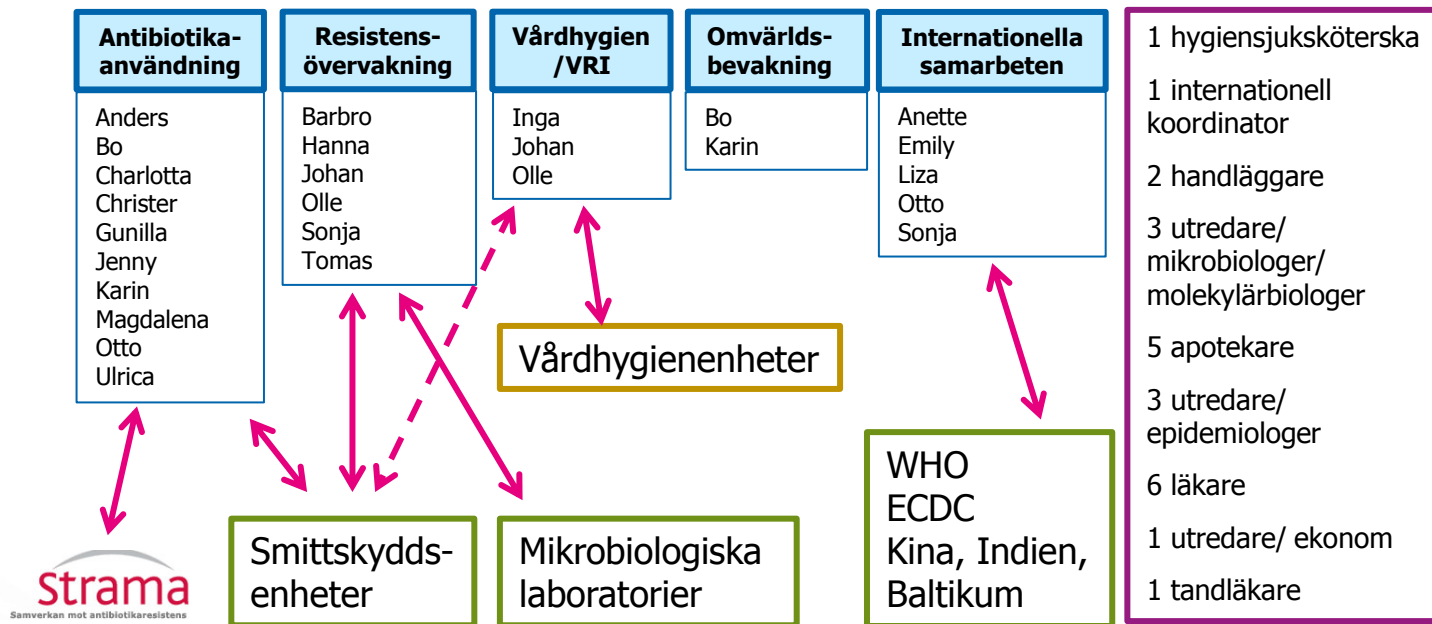 Antibiotika-
användning
Anders
Bo
Charlotta
Christer
Gunilla
Jenny
Karin
Magdalena
Otto
Ulrica
Resistens-
övervakning
Barbro
Hanna
Johan
Olle
Sonja
Tomas
Vårdhygien
/VRI
Inga
Johan
Olle
Omvärlds-
bevakning
Bo
Karin
Internationella
samarbeten
Anette
Emily
Liza
Otto
Sonja
Vårdhygienenheter
Strama
Samverkan mot antibiotikaresistens
Smittskydds-
enheter
Mikrobiologiska
laboratorier
WHO
ECDC
Kina, Indien,
Baltikum
1 hygiensjuksköterska
1 internationell
koordinator
2 handläggare
3 utredare/
mikrobiologer/
molekylärbiologer
5 apotekare
3 utredare/
epidemiologer
6 läkare
1 utredare/ ekonom
1 tandläkare